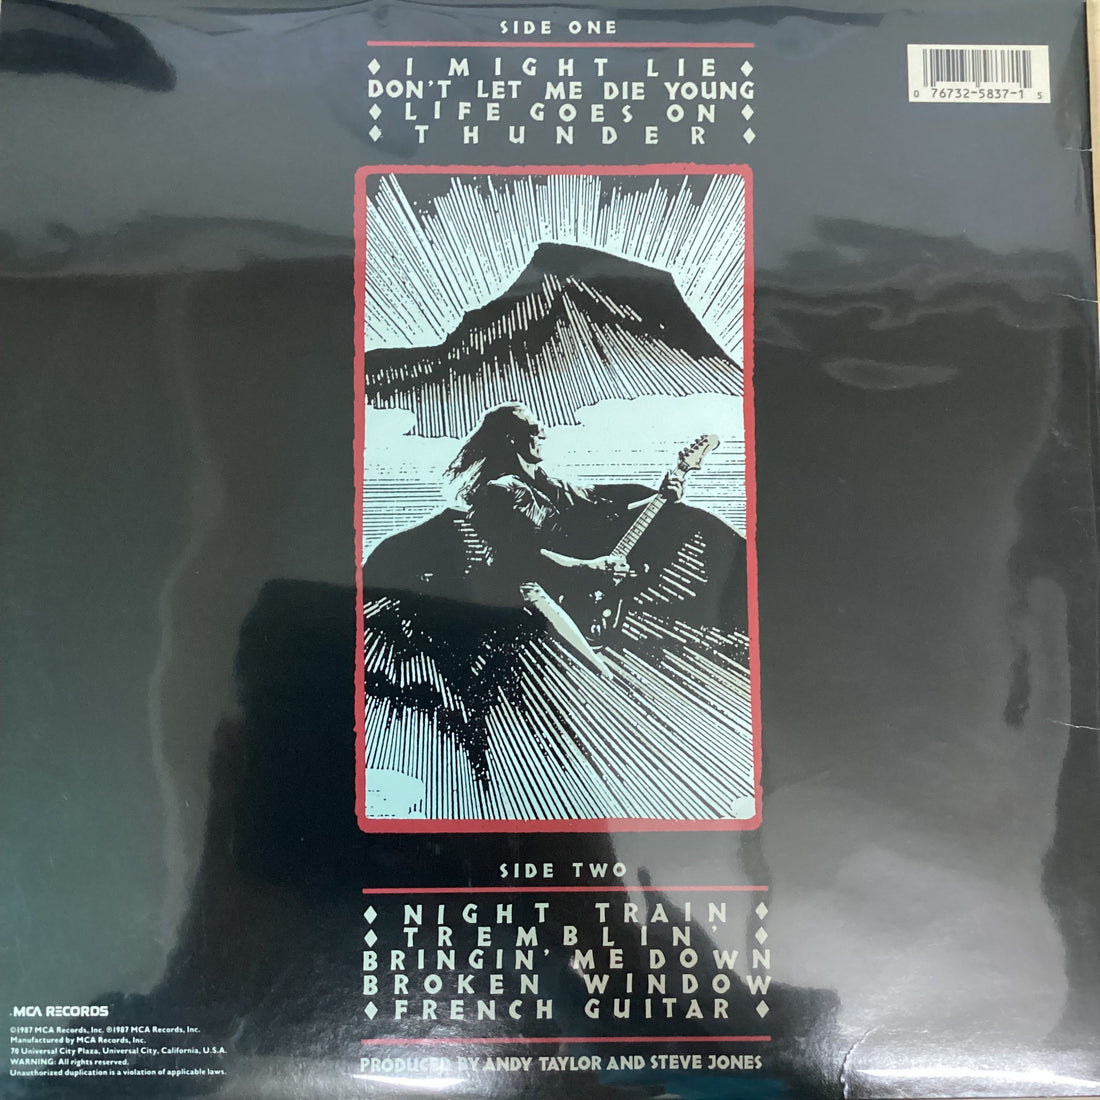 SIDE ONE
I MIGHT LIE
DON'T LET ME DIE YOUNG
LIFE GOES ON
THUNDER
0 76732-5837-1 5
SIDE TWO
NIGHT TRAIN
TREMBLIN'
BRINGIN' ME DOWN
BROKEN WINDOW
FRENCH GUITAR
PRODUCED BY ANDY TAYLOR AND STEVE JONES
MCA RECORDS
©1987 MCA Records, Inc. ℗1987 MCA Records, Inc.
Manufactured by MCA Records, Inc.
70 Universal City Plaza, Universal City, California, U.S.A.
WARNING: All rights reserved.
Unauthorized duplication is a violation of applicable laws.